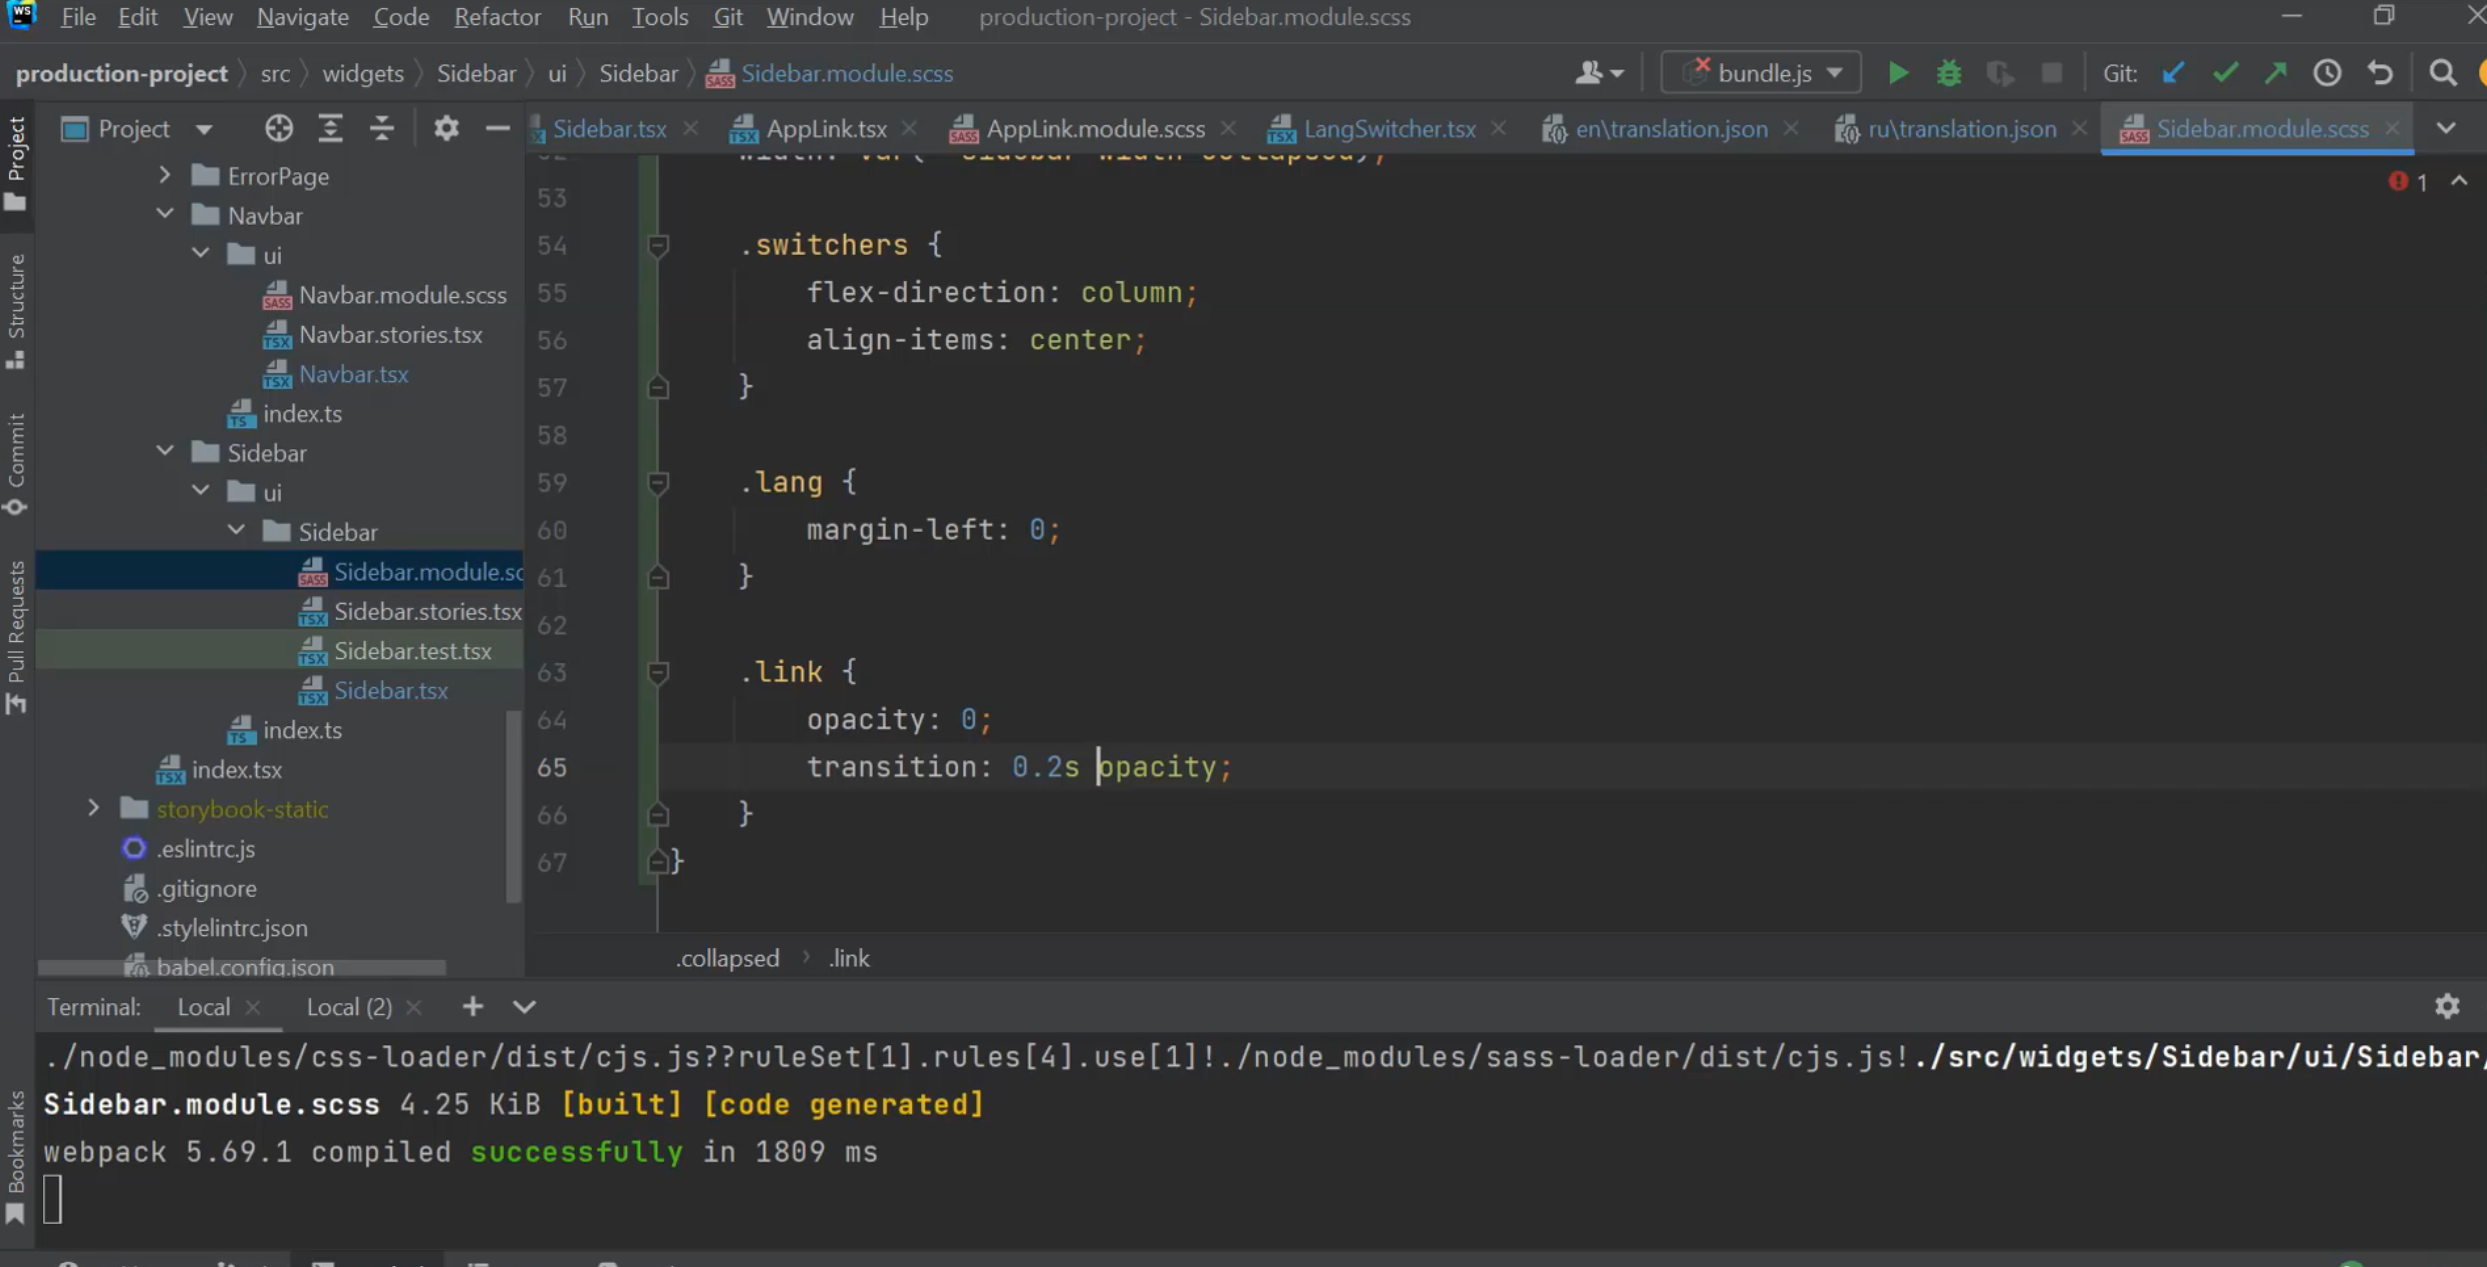 WS File Edit View Navigate Code Refactor Run Tools Git Window Help production-project - Sidebar.module.scss
production-project src widgets Sidebar ui Sidebar Sidebar.module.scss bundle.js Git:
Project Sidebar.tsx AppLink.tsx AppLink.module.scss LangSwitcher.tsx en\translation.json ru\translation.json Sidebar.module.scss
1
Project
Structure
Commit
Pull Requests
Bookmarks
ErrorPage
Navbar
ui
Navbar.module.scss
Navbar.stories.tsx
Navbar.tsx
index.ts
Sidebar
ui
Sidebar
Sidebar.module.sc
Sidebar.stories.tsx
Sidebar.test.tsx
Sidebar.tsx
index.ts
index.tsx
storybook-static
.eslintrc.js
.gitignore
.stylelintrc.json
babel.config.json
52 width: var(--sidebar-width-collapsed);
53
54 .switchers {
55 flex-direction: column;
56 align-items: center;
57 }
58
59 .lang {
60 margin-left: 0;
61 }
62
63 .link {
64 opacity: 0;
65 transition: 0.2s opacity;
66 }
67 }
.collapsed .link
Terminal: Local Local (2)
./node_modules/css-loader/dist/cjs.js??ruleSet[1].rules[4].use[1]!./node_modules/sass-loader/dist/cjs.js!./src/widgets/Sidebar/ui/Sidebar/
Sidebar.module.scss 4.25 KiB [built] [code generated]
webpack 5.69.1 compiled successfully in 1809 ms